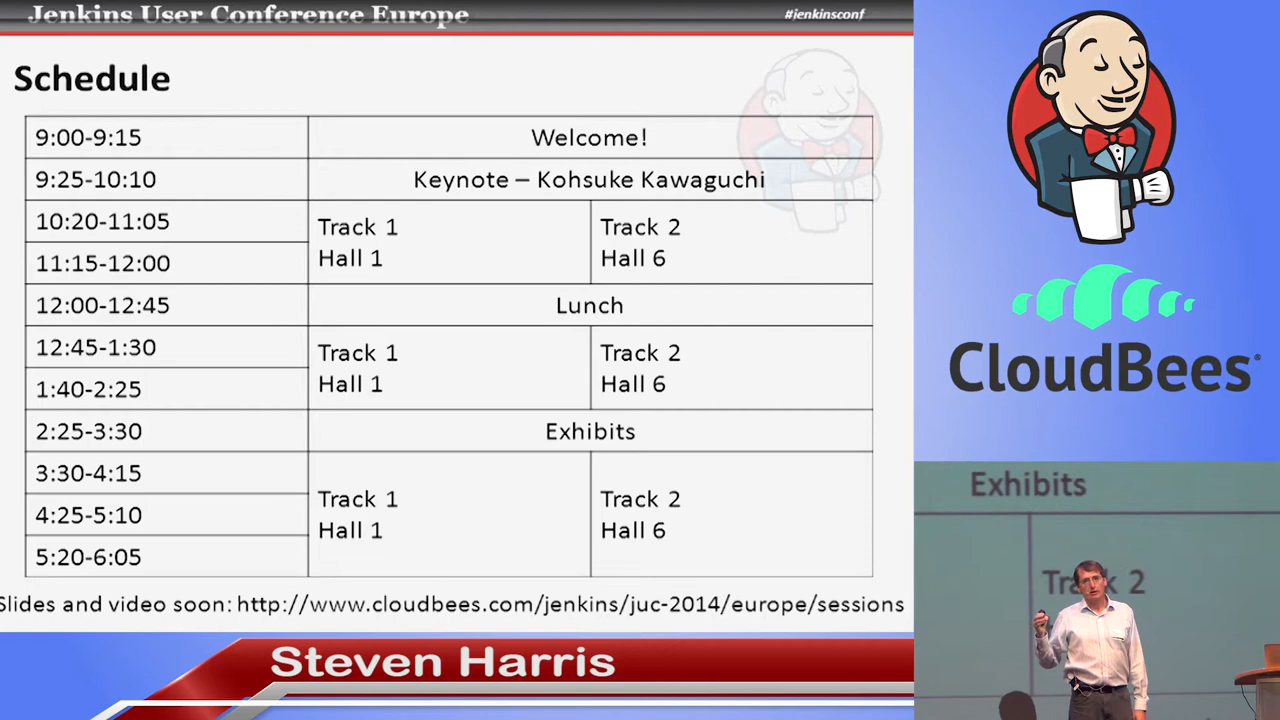 Jenkins User Conference Europe
#jenkinsconf
Schedule
9:00-9:15
Welcome!
9:25-10:10
Keynote – Kohsuke Kawaguchi
10:20-11:05
11:15-12:00
Track 1
Hall 1
Track 2
Hall 6
12:00-12:45
Lunch
12:45-1:30
1:40-2:25
Track 1
Hall 1
Track 2
Hall 6
2:25-3:30
Exhibits
3:30-4:15
4:25-5:10
5:20-6:05
Track 1
Hall 1
Track 2
Hall 6
Slides and video soon: http://www.cloudbees.com/jenkins/juc-2014/europe/sessions
Steven Harris
CloudBees
Exhibits
Track 2